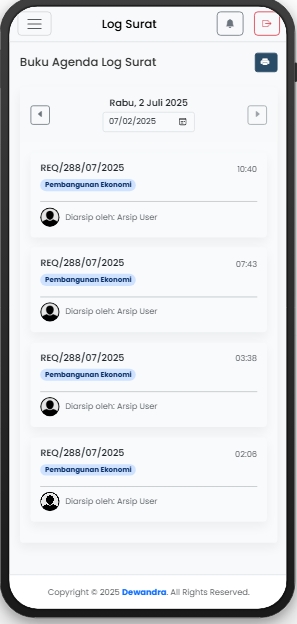 Log Surat
Buku Agenda Log Surat
Rabu, 2 Juli 2025
07/02/2025
REQ/288/07/2025
10:40
Pembangunan Ekonomi
Diarsip oleh: Arsip User
REQ/288/07/2025
07:43
Pembangunan Ekonomi
Diarsip oleh: Arsip User
REQ/288/07/2025
03:38
Pembangunan Ekonomi
Diarsip oleh: Arsip User
REQ/288/07/2025
02:06
Pembangunan Ekonomi
Diarsip oleh: Arsip User
Copyright © 2025 Dewandra. All Rights Reserved.